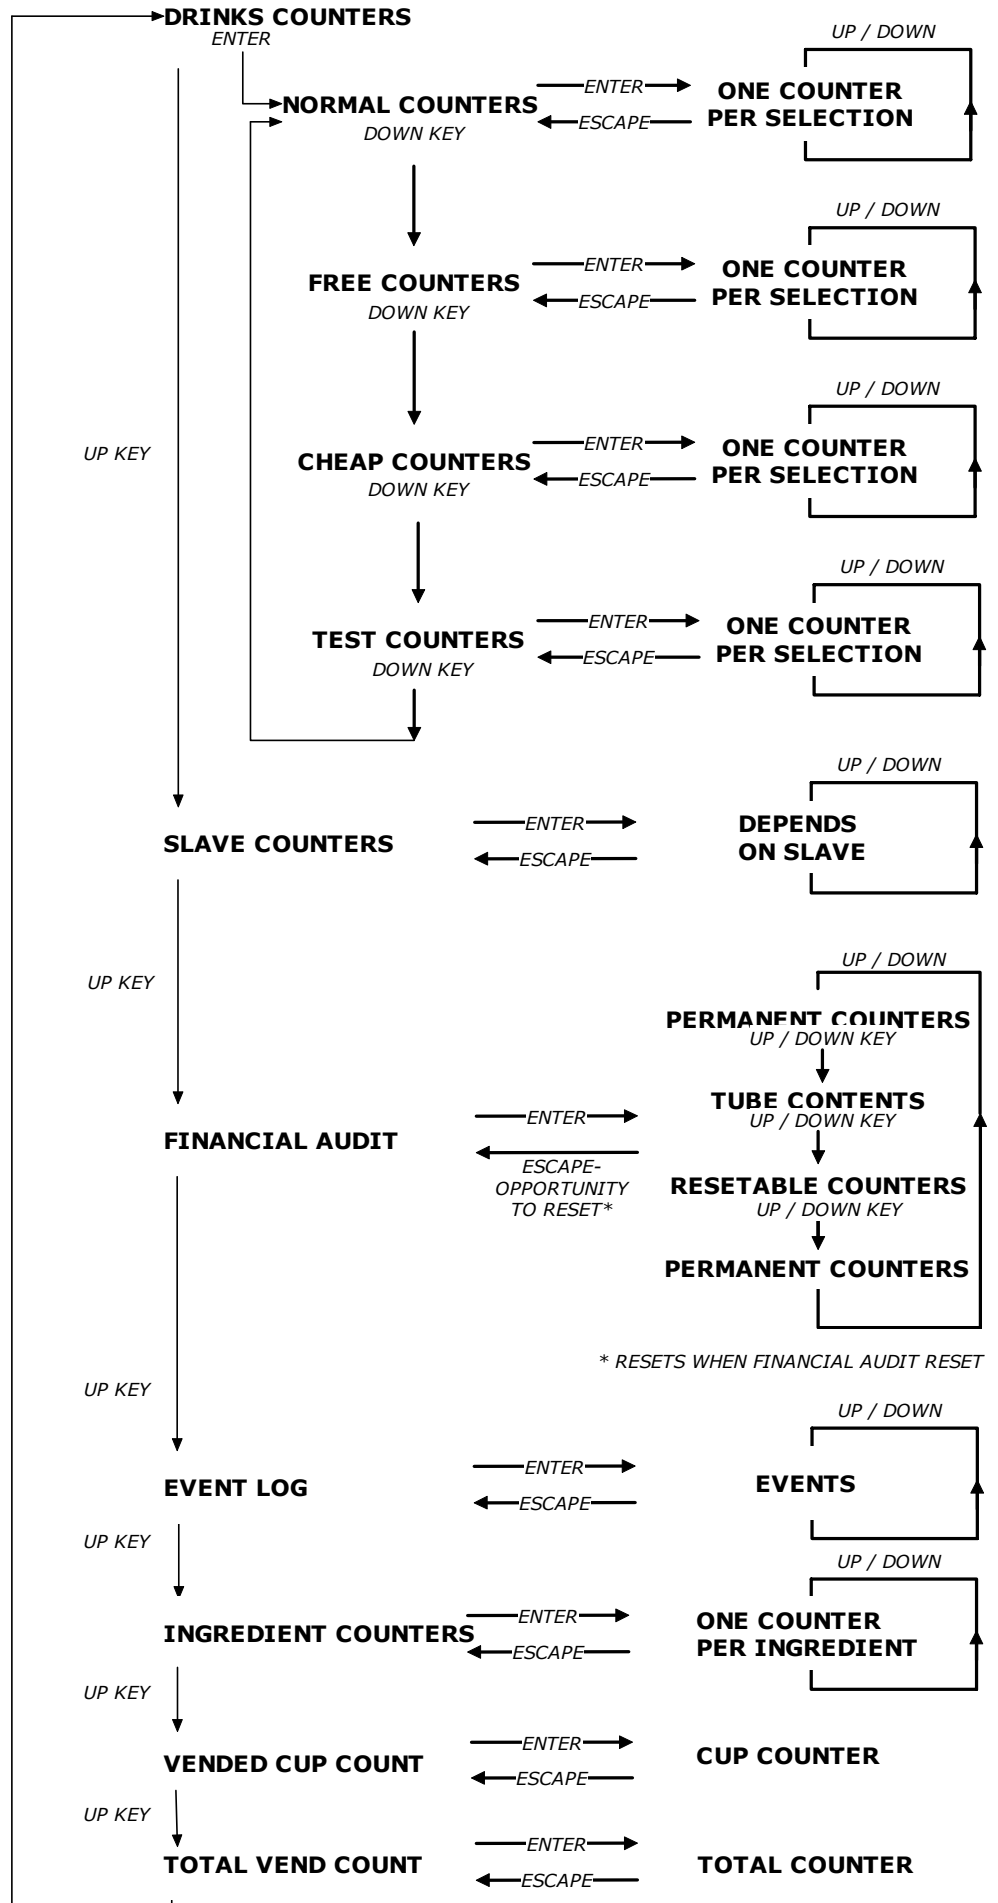 DRINKS COUNTERS
ENTER
UP / DOWN
NORMAL COUNTERS
DOWN KEY
ENTER
ESCAPE
ONE COUNTER
PER SELECTION
UP / DOWN
FREE COUNTERS
DOWN KEY
ENTER
ESCAPE
ONE COUNTER
PER SELECTION
UP / DOWN
UP KEY
CHEAP COUNTERS
DOWN KEY
ENTER
ESCAPE
ONE COUNTER
PER SELECTION
UP / DOWN
TEST COUNTERS
DOWN KEY
ENTER
ESCAPE
ONE COUNTER
PER SELECTION
UP / DOWN
SLAVE COUNTERS
ENTER
ESCAPE
DEPENDS
ON SLAVE
UP / DOWN
UP KEY
PERMANENT COUNTERS
UP / DOWN KEY
TUBE CONTENTS
UP / DOWN KEY
FINANCIAL AUDIT
ENTER
ESCAPE-
OPPORTUNITY
TO RESET*
RESETABLE COUNTERS
UP / DOWN KEY
PERMANENT COUNTERS
* RESETS WHEN FINANCIAL AUDIT RESET
UP KEY
UP / DOWN
EVENT LOG
ENTER
ESCAPE
EVENTS
UP KEY
UP / DOWN
INGREDIENT COUNTERS
ENTER
ESCAPE
ONE COUNTER
PER INGREDIENT
UP KEY
VENDED CUP COUNT
ENTER
ESCAPE
CUP COUNTER
UP KEY
TOTAL VEND COUNT
ENTER
ESCAPE
TOTAL COUNTER